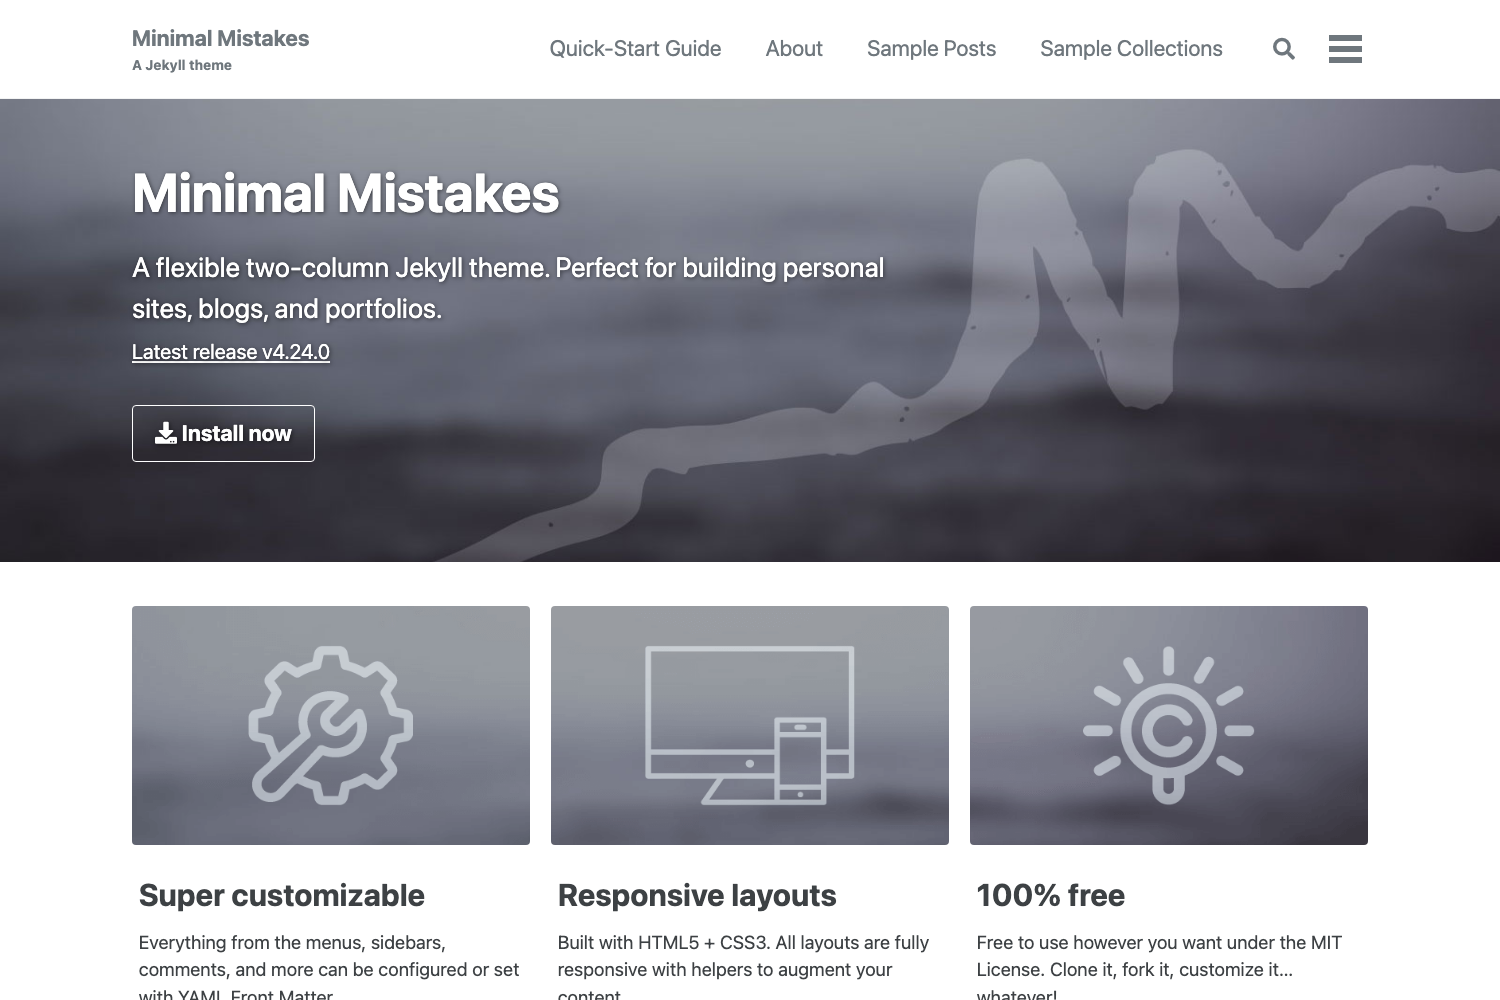 Minimal Mistakes
A Jekyll theme
Quick-Start Guide
About
Sample Posts
Sample Collections
Minimal Mistakes
A flexible two-column Jekyll theme. Perfect for building personal
sites, blogs, and portfolios.
Latest release v4.24.0
Install now
Super customizable
Everything from the menus, sidebars,
comments, and more can be configured or set
with YAML Front Matter.
Responsive layouts
Built with HTML5 + CSS3. All layouts are fully
responsive with helpers to augment your
content.
100% free
Free to use however you want under the MIT
License. Clone it, fork it, customize it...
whatever!